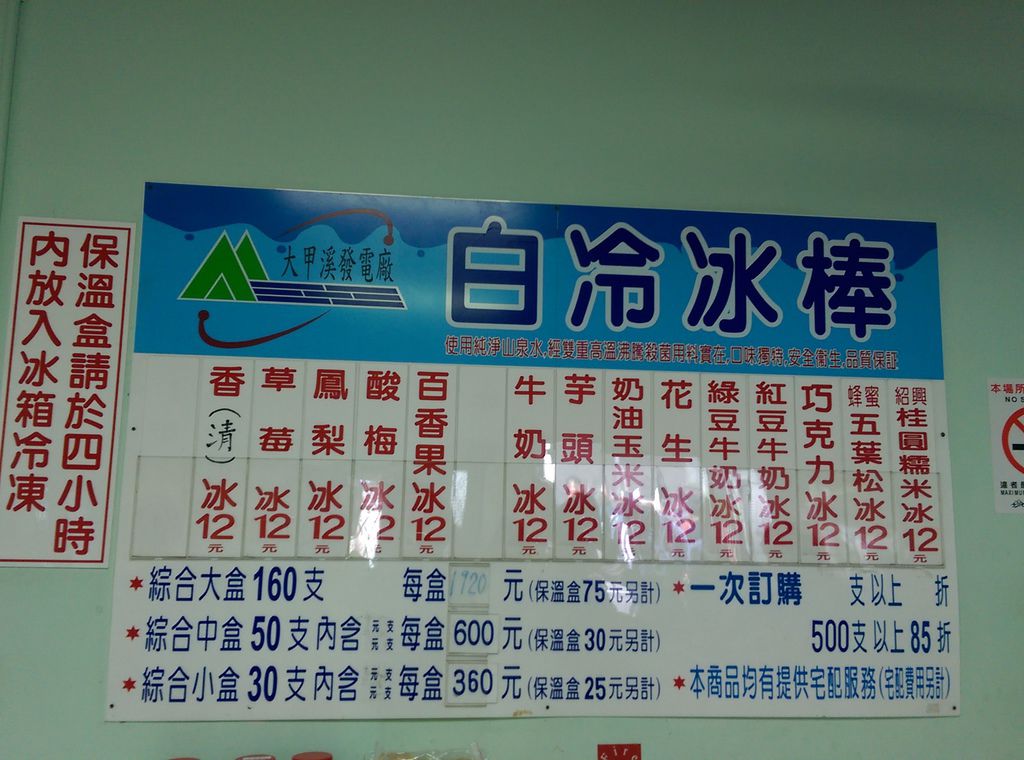 保溫盒請於四小時
內放入冰箱冷凍
大甲溪發電廠
白冷冰棒
使用純淨山泉水,經雙重高溫沸騰殺菌用料實在,口味獨特,安全衛生,品質保証
香(清)冰12元
草莓冰12元
鳳梨冰12元
酸梅冰12元
百香果冰12元
牛奶冰12元
芋頭冰12元
奶油玉米冰12元
花生冰12元
綠豆牛奶冰12元
紅豆牛奶冰12元
巧克力冰12元
蜂蜜五葉松冰12元
紹興桂圓糯米冰12元
*綜合大盒160支 每盒1920元(保溫盒75元另計)
*綜合中盒50支內含 元支 元支 每盒600元(保溫盒30元另計)
*綜合小盒30支內含 元支 元支 每盒360元(保溫盒25元另計)
*一次訂購 支以上 折
500支以上85折
*本商品均有提供宅配服務(宅配費用另計)
本場所
NO S